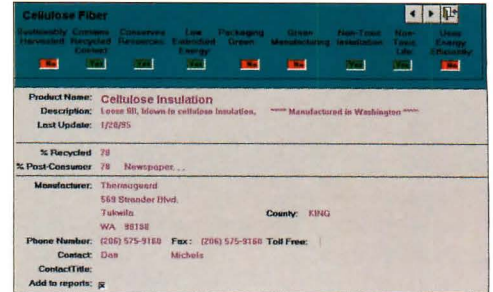 Cellulose Fiber
Sustainably Harvested
Contains Recycled Content
Conserves Resources
Low Embodied Energy
Packaging Green
Green Manufacturing
Non-Toxic Installation
Non-Toxic Life
Uses Energy Efficiently
No Yes Yes Yes No No Yes Yes No
Product Name: Cellulose Insulation
Description: Loose fill, blown in cellulose insulation. **** Manufactured in Washington ****
Last Update: 1/20/95
% Recycled 70
% Post-Consumer 70 Newspaper. . .
Manufacturer: Thermoguard
569 Strander Blvd.
Tukwila County: KING
WA 98188
Phone Number: (206) 575-9180 Fax: (206) 575-9160 Toll Free:
Contact: Don Michels
ContactTitle:
Add to reports: